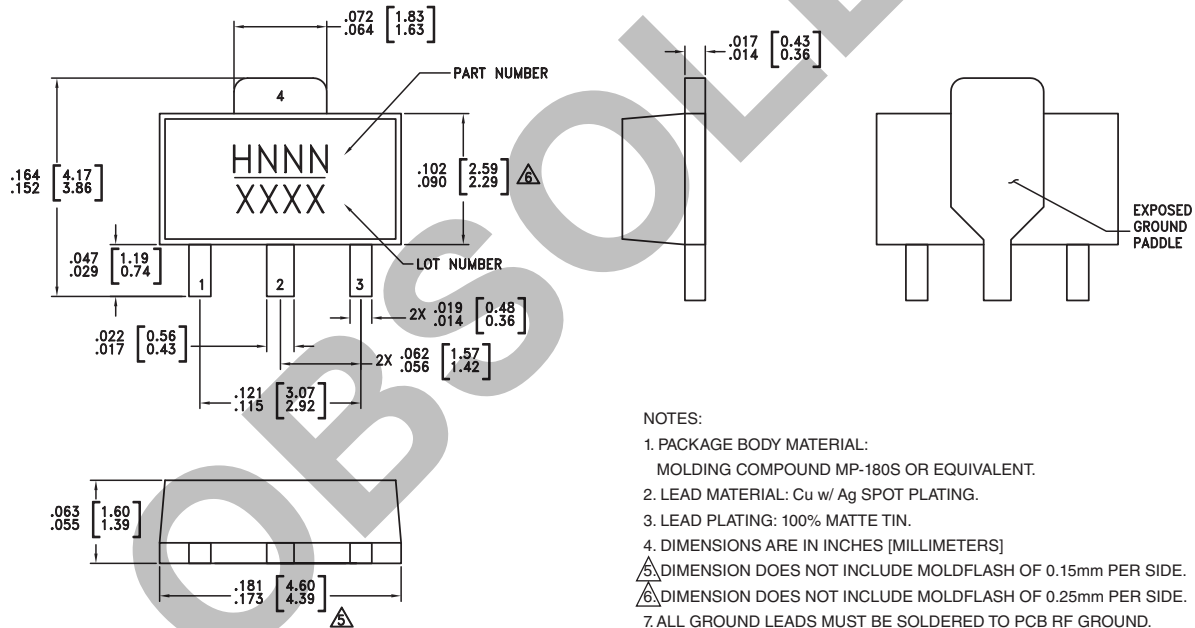 .072 [1.83]
.064 [1.63]
.017 [0.43]
.014 [0.36]
PART NUMBER
4
HNNN
XXXX
.164 [4.17]
.152 [3.86]
.102 [2.59]
.090 [2.29] 6
LOT NUMBER
.047 [1.19]
.029 [0.74]
1
2
3
2X .019 [0.48]
.014 [0.36]
.022 [0.56]
.017 [0.43]
2X .062 [1.57]
.056 [1.42]
.121 [3.07]
.115 [2.92]
EXPOSED
GROUND
PADDLE
.063 [1.60]
.055 [1.39]
.181 [4.60]
.173 [4.39]
5
NOTES:
1. PACKAGE BODY MATERIAL:
MOLDING COMPOUND MP-180S OR EQUIVALENT.
2. LEAD MATERIAL: Cu w/ Ag SPOT PLATING.
3. LEAD PLATING: 100% MATTE TIN.
4. DIMENSIONS ARE IN INCHES [MILLIMETERS]
5. DIMENSION DOES NOT INCLUDE MOLDFLASH OF 0.15mm PER SIDE.
6. DIMENSION DOES NOT INCLUDE MOLDFLASH OF 0.25mm PER SIDE.
7. ALL GROUND LEADS MUST BE SOLDERED TO PCB RF GROUND.
OBSOLE